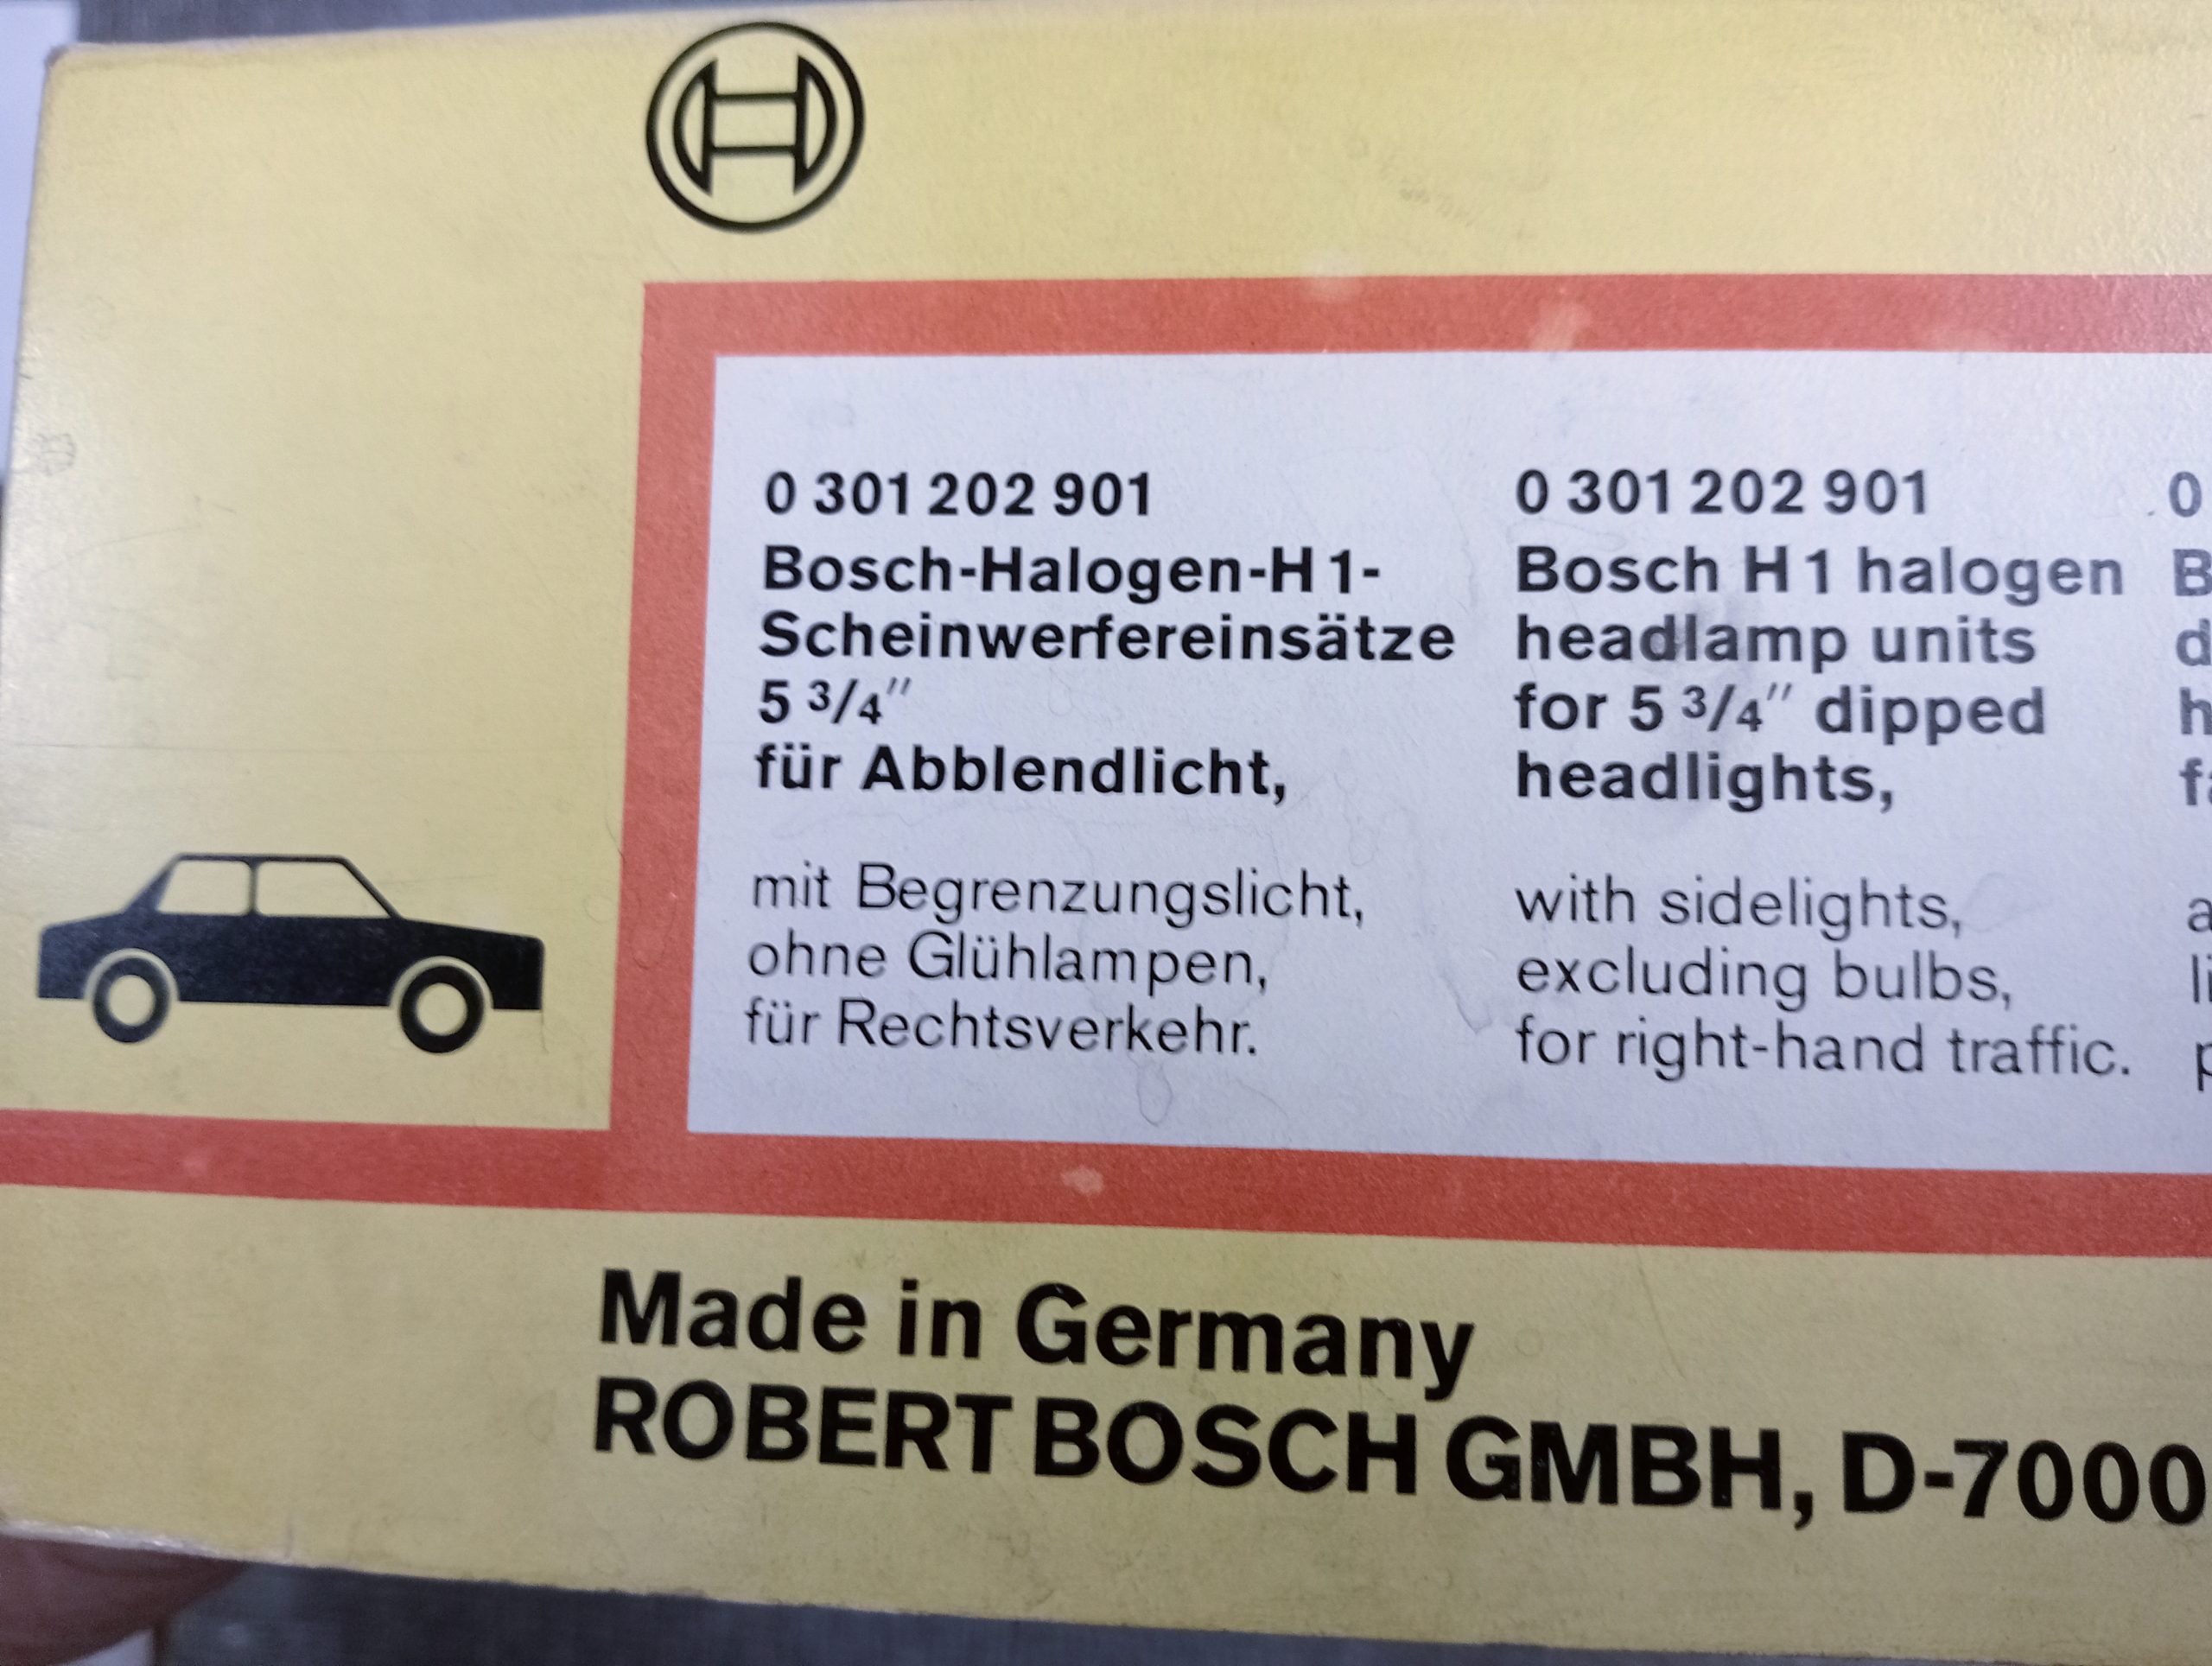 0 301 202 901
Bosch-Halogen-H1-
Scheinwerfereinsätze
5 3/4"
für Abblendlicht,
mit Begrenzungslicht,
ohne Glühlampen,
für Rechtsverkehr.
0 301 202 901
Bosch H1 halogen
headlamp units
for 5 3/4" dipped
headlights,
with sidelights,
excluding bulbs,
for right-hand traffic.
Made in Germany
ROBERT BOSCH GMBH, D-7000